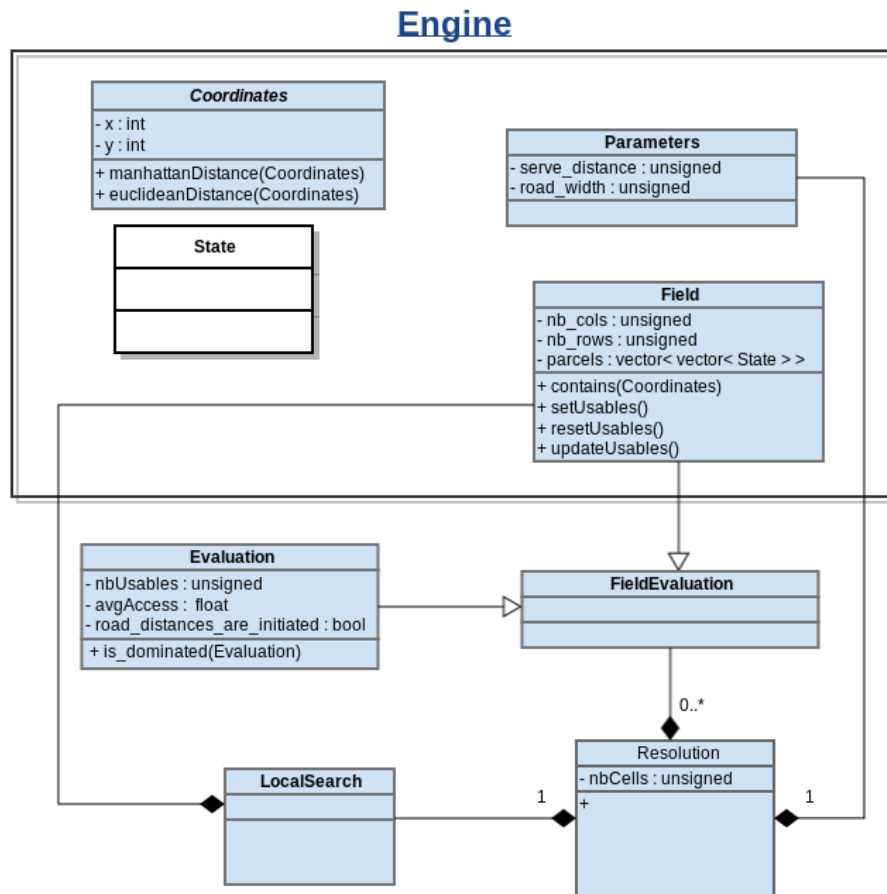 Engine
Coordinates
- x : int
- y : int
+ manhattanDistance(Coordinates)
+ euclideanDistance(Coordinates)
Parameters
- serve_distance : unsigned
- road_width : unsigned
State
Field
- nb_cols : unsigned
- nb_rows : unsigned
- parcels : vector< vector< State > >
+ contains(Coordinates)
+ setUsables()
+ resetUsables()
+ updateUsables()
Evaluation
- nbUsables : unsigned
- avgAccess : float
- road_distances_are_initiated : bool
+ is_dominated(Evaluation)
FieldEvaluation
0..*
Resolution
- nbCells : unsigned
+
LocalSearch
1
1